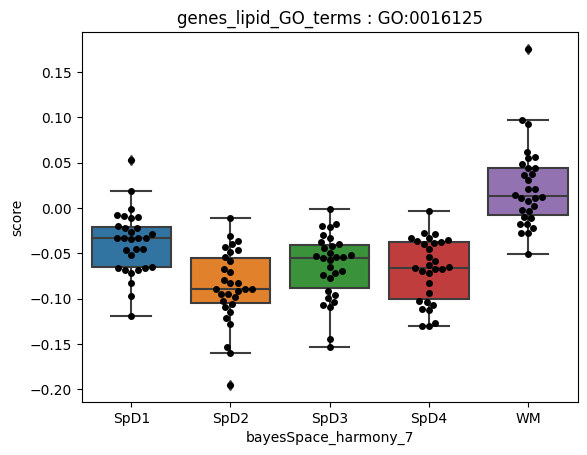 genes_lipid_GO_terms : GO:0016125
0.15
0.10
0.05
0.00
−0.05
−0.10
−0.15
−0.20
score
SpD1 SpD2 SpD3 SpD4 WM
bayesSpace_harmony_7